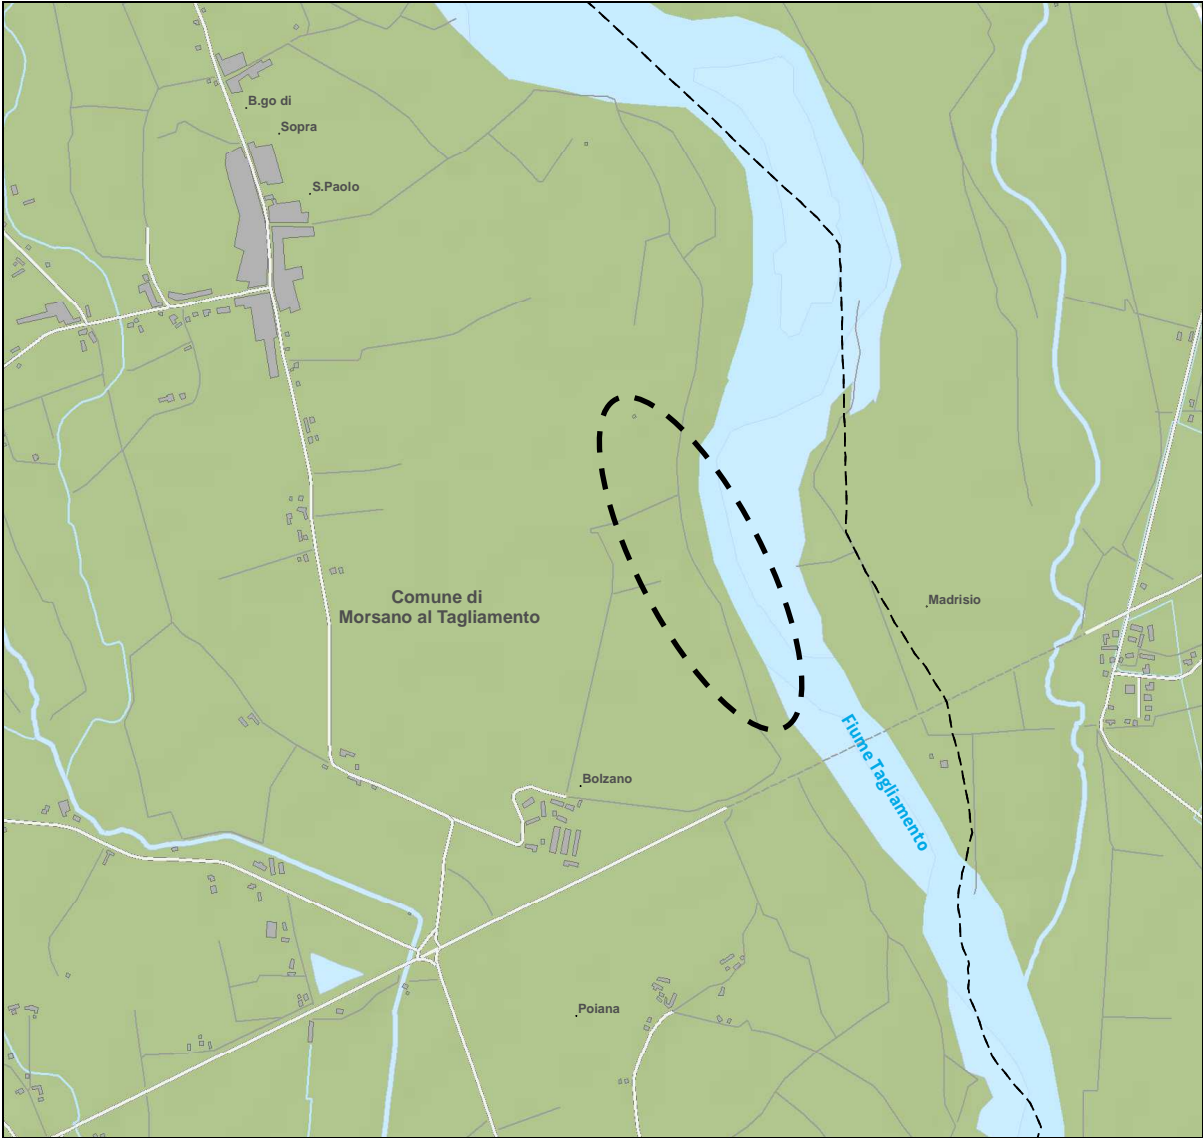 B.go di
Sopra
S.Paolo
Comune di
Morsano al Tagliamento
Madrisio
Fiume Tagliamento
Bolzano
Poiana